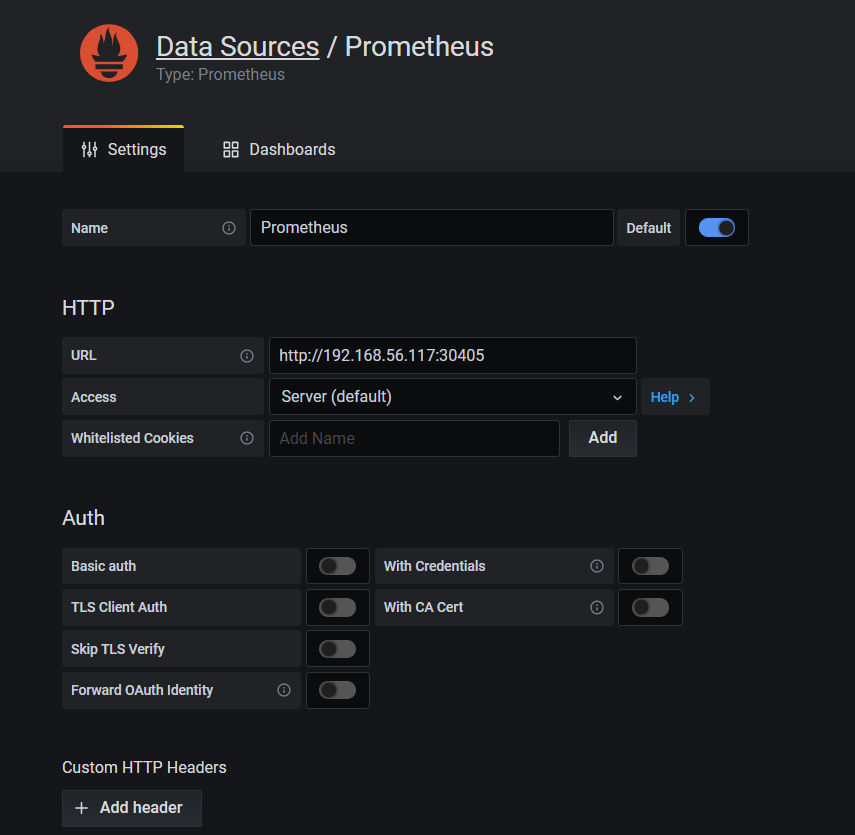 Data Sources / Prometheus
Type: Prometheus
Settings Dashboards
Name Prometheus Default
HTTP
URL http://192.168.56.117:30405
Access Server (default) Help
Whitelisted Cookies Add Name Add
Auth
Basic auth With Credentials
TLS Client Auth With CA Cert
Skip TLS Verify
Forward OAuth Identity
Custom HTTP Headers
Add header